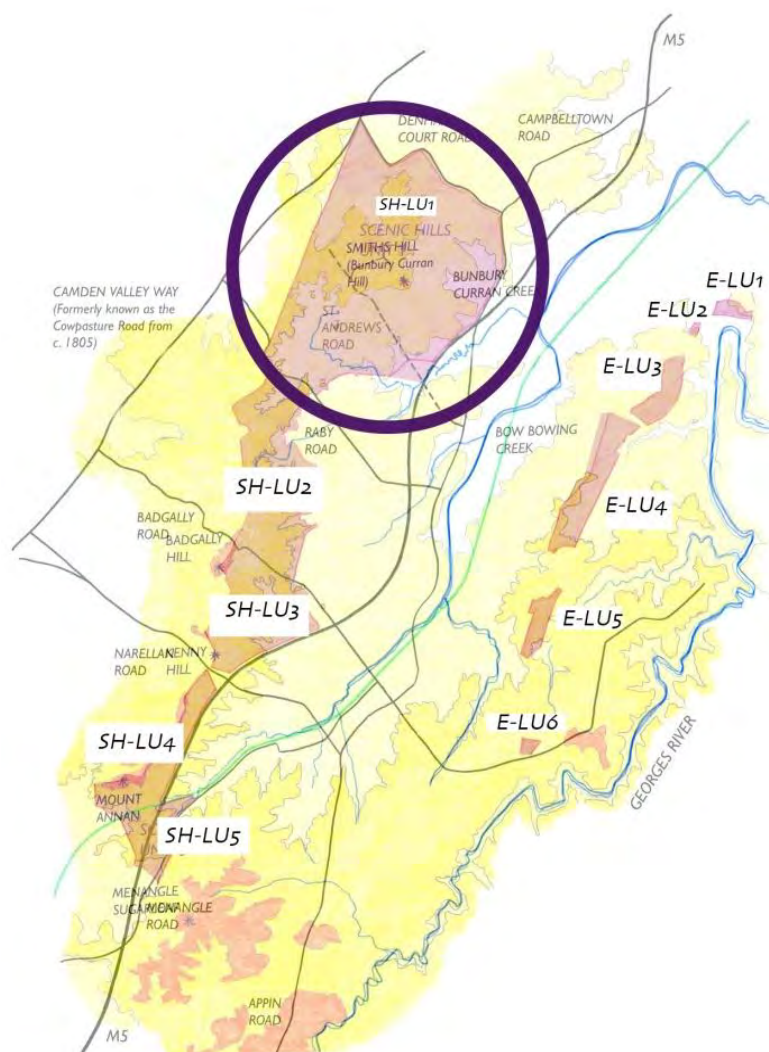 M5
DENHAM
COURT ROAD
CAMPBELLTOWN
ROAD
SH-LU1
SCENIC HILLS
SMITHS HILL
(Bunbury Curran
Hill)
BUNBURY
CURRAN CREEK
CAMDEN VALLEY WAY
(Formerly known as the
Cowpasture Road from
c. 1805)
ST
ANDREWS
ROAD
E-LU1
E-LU2
E-LU3
RABY
ROAD
BOW BOWING
CREEK
SH-LU2
E-LU4
BADGALLY
ROAD
BADGALLY
HILL
SH-LU3
E-LU5
NARELLAN
ROAD
KENNY
HILL
E-LU6
SH-LU4
GEORGES RIVER
MOUNT
ANNAN
SH-LU5
MENANGLE
SUGARLOAF
MENANGLE
ROAD
APPIN
ROAD
M5